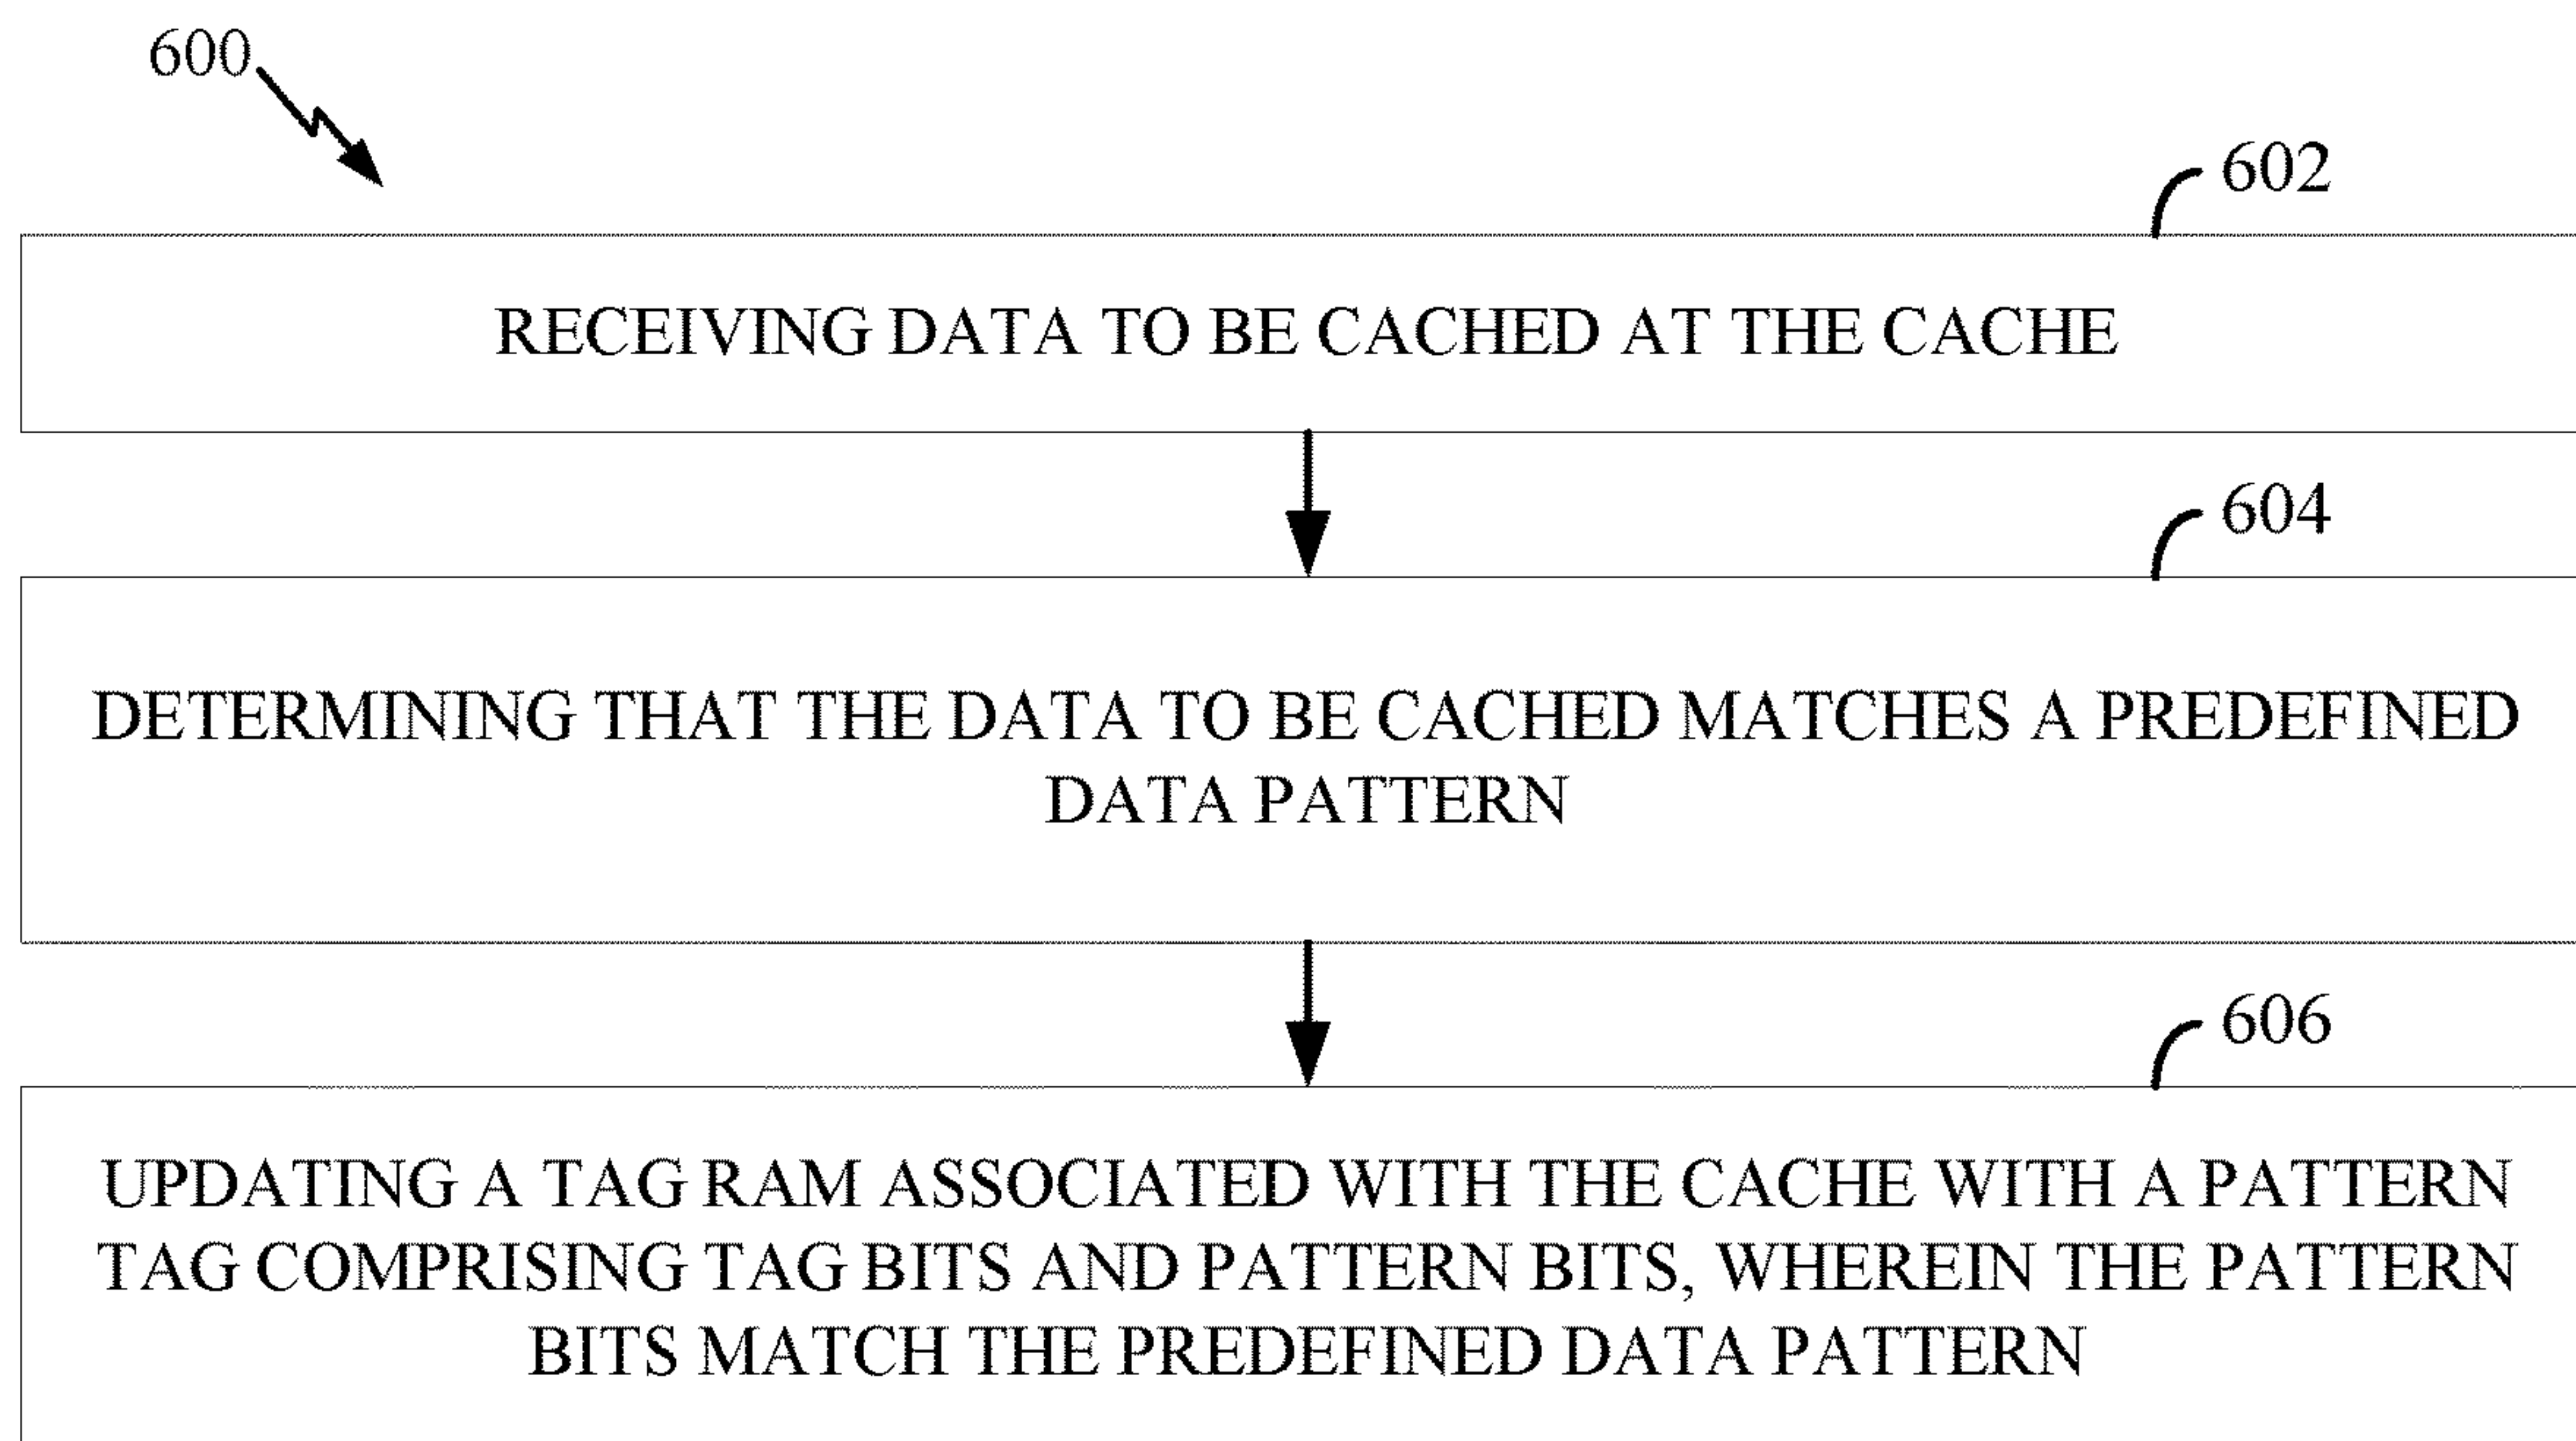 600
602
RECEIVING DATA TO BE CACHED AT THE CACHE
604
DETERMINING THAT THE DATA TO BE CACHED MATCHES A PREDEFINED
DATA PATTERN
606
UPDATING A TAG RAM ASSOCIATED WITH THE CACHE WITH A PATTERN
TAG COMPRISING TAG BITS AND PATTERN BITS, WHEREIN THE PATTERN
BITS MATCH THE PREDEFINED DATA PATTERN